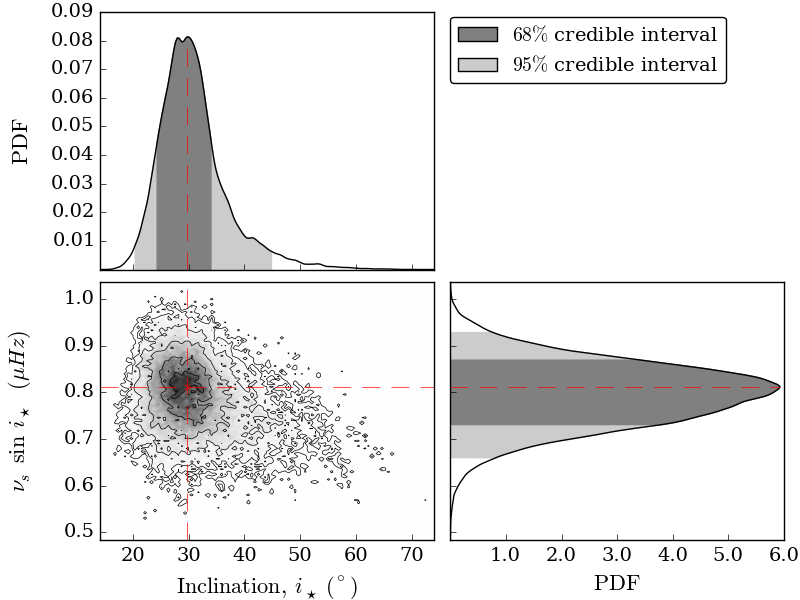 0.09
0.08
0.07
0.06
0.05
0.04
0.03
0.02
0.01
PDF
68% credible interval
95% credible interval
1.0
0.9
0.8
0.7
0.6
0.5
ν_s sin i_⋆ (μHz)
20 30 40 50 60 70
Inclination, i_⋆ (°)
1.0 2.0 3.0 4.0 5.0 6.0
PDF